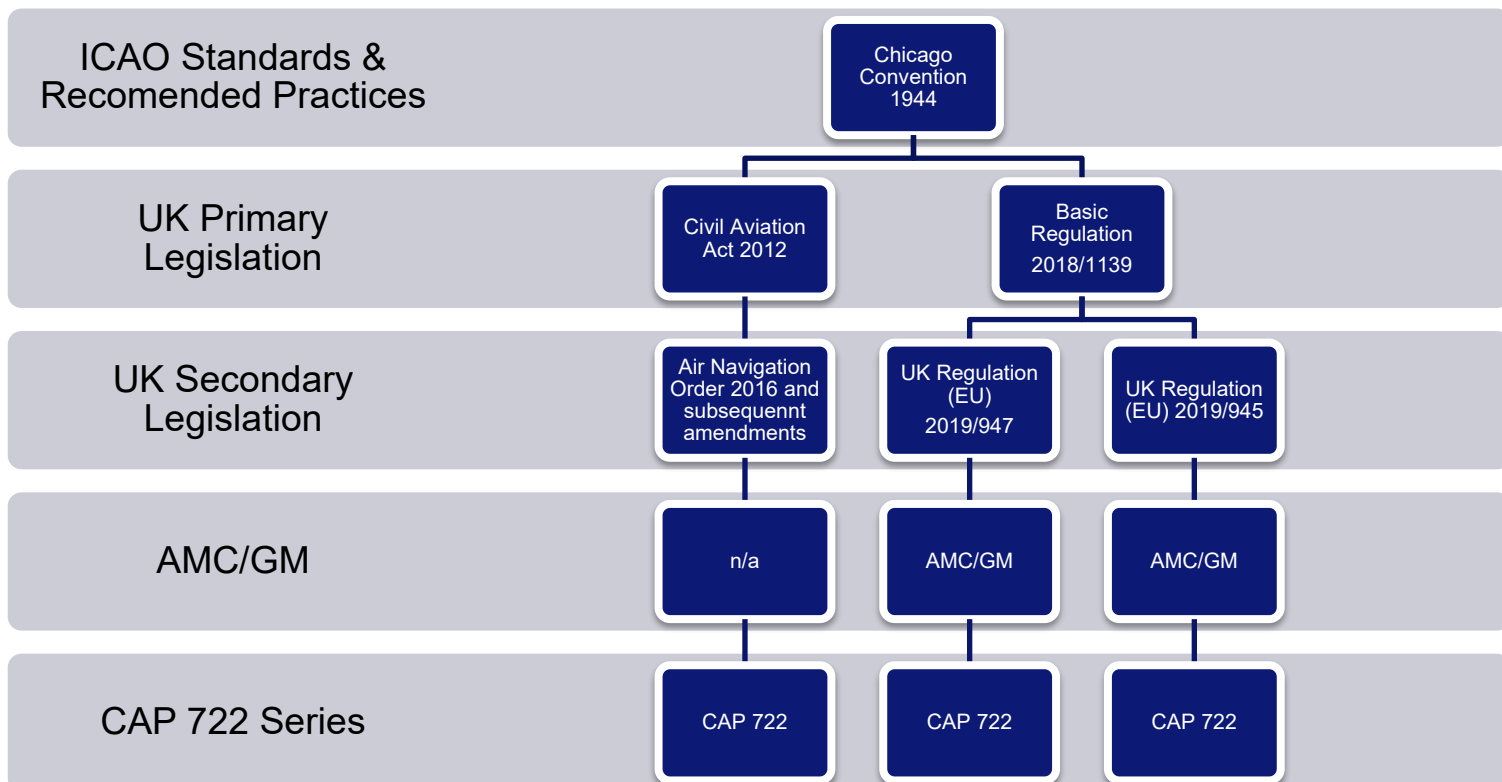 ICAO Standards &
Recomended Practices
Chicago
Convention
1944
UK Primary
Legislation
Civil Aviation
Act 2012
Basic
Regulation
2018/1139
UK Secondary
Legislation
Air Navigation
Order 2016 and
subsequennt
amendments
UK Regulation
(EU)
2019/947
UK Regulation
(EU) 2019/945
AMC/GM
n/a
AMC/GM
AMC/GM
CAP 722 Series
CAP 722
CAP 722
CAP 722